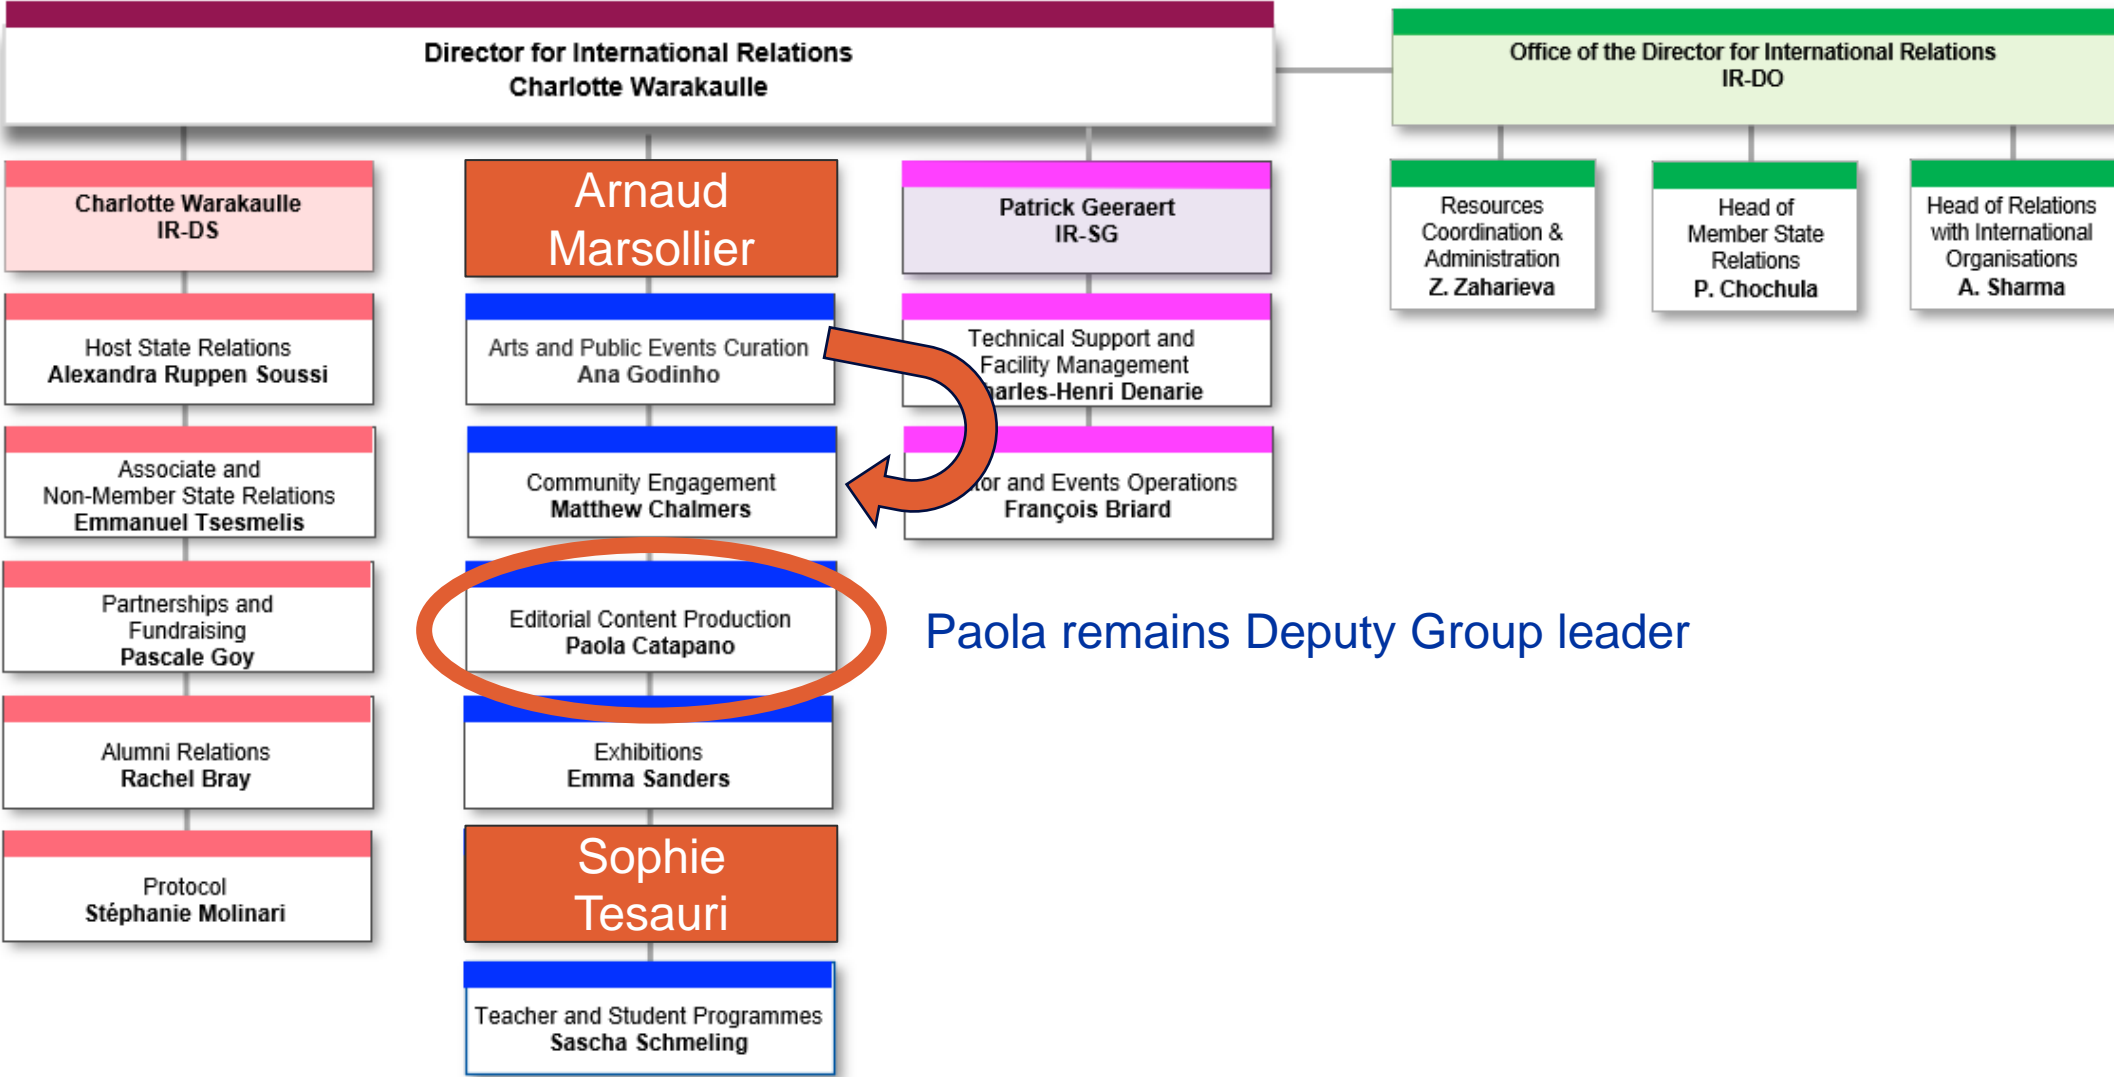 Director for International Relations
Charlotte Warakaulle
Office of the Director for International Relations
IR-DO
Charlotte Warakaulle
IR-DS
Host State Relations
Alexandra Ruppen Soussi
Associate and
Non-Member State Relations
Emmanuel Tsesmelis
Partnerships and
Fundraising
Pascale Goy
Alumni Relations
Rachel Bray
Protocol
Stéphanie Molinari
Arnaud
Marsollier
Arts and Public Events Curation
Ana Godinho
Community Engagement
Matthew Chalmers
Editorial Content Production
Paola Catapano
Exhibitions
Emma Sanders
Sophie
Tesauri
Teacher and Student Programmes
Sascha Schmeling
Patrick Geeraert
IR-SG
Technical Support and
Facility Management
arles-Henri Denarie
tor and Events Operations
François Briard
Paola remains Deputy Group leader
Resources
Coordination &
Administration
Z. Zaharieva
Head of
Member State
Relations
P. Chochula
Head of Relations
with International
Organisations
A. Sharma